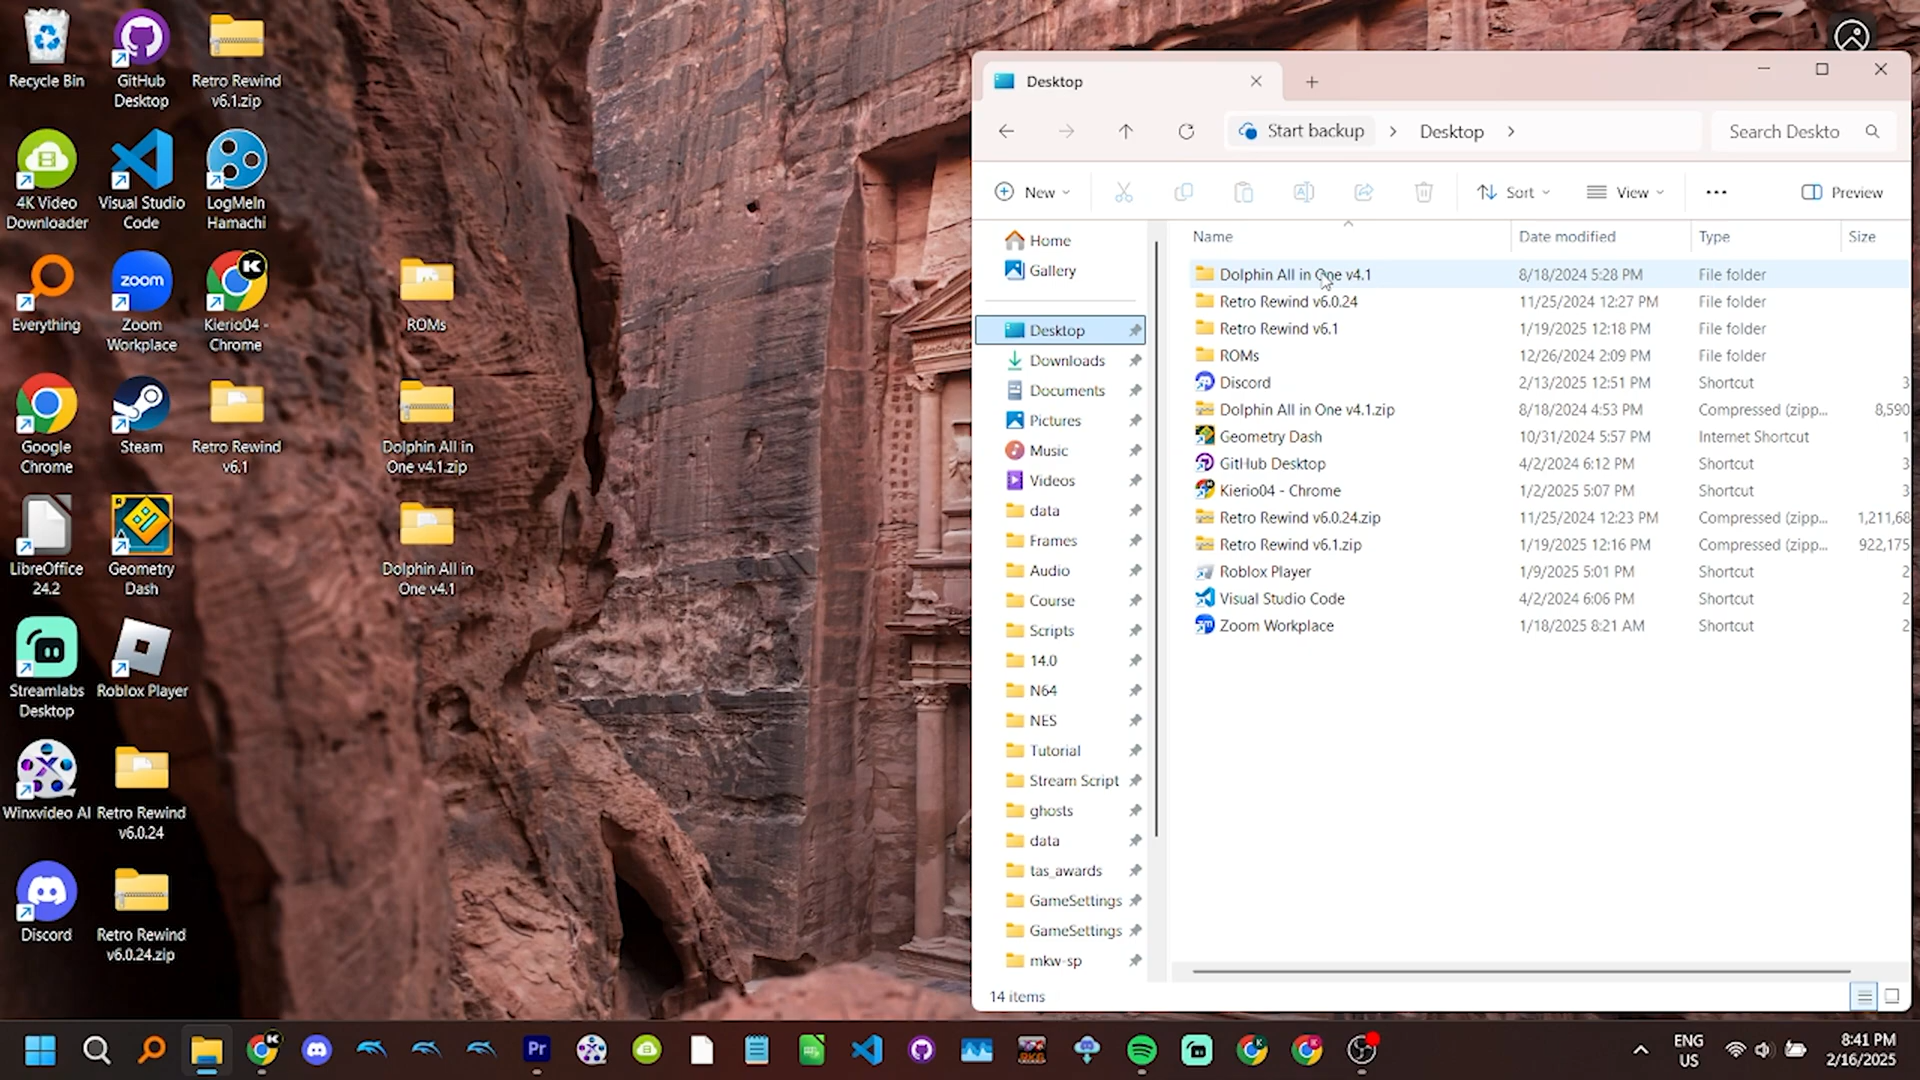 Recycle Bin
GitHub
Desktop
Retro Rewind
v6.1.zip
4K Video
Downloader
Visual Studio
Code
LogMeIn
Hamachi
Everything
Zoom
Workplace
Kierio04 -
Chrome
ROMs
Google
Chrome
Steam
Retro Rewind
v6.1
Dolphin All in
One v4.1.zip
LibreOffice
24.2
Geometry
Dash
Dolphin All in
One v4.1
Streamlabs
Desktop
Roblox Player
Winxvideo AI
Retro Rewind
v6.0.24
Discord
Retro Rewind
v6.0.24.zip
zoom
K
Desktop
Start backup
Desktop
Search Deskto
New
Sort
View
Preview
Home
Gallery
Desktop
Downloads
Documents
Pictures
Music
Videos
data
Frames
Audio
Course
Scripts
14.0
N64
NES
Tutorial
Stream Script
ghosts
data
tas_awards
GameSettings
GameSettings
mkw-sp
Name Date modified Type Size
Dolphin All in One v4.1 8/18/2024 5:28 PM File folder
Retro Rewind v6.0.24 11/25/2024 12:27 PM File folder
Retro Rewind v6.1 1/19/2025 12:18 PM File folder
ROMs 12/26/2024 2:09 PM File folder
Discord 2/13/2025 12:51 PM Shortcut 3
Dolphin All in One v4.1.zip 8/18/2024 4:53 PM Compressed (zipp... 8,590
Geometry Dash 10/31/2024 5:57 PM Internet Shortcut 1
GitHub Desktop 4/2/2024 6:12 PM Shortcut 3
Kierio04 - Chrome 1/2/2025 5:07 PM Shortcut 3
Retro Rewind v6.0.24.zip 11/25/2024 12:23 PM Compressed (zipp... 1,211,68
Retro Rewind v6.1.zip 1/19/2025 12:16 PM Compressed (zipp... 922,175
Roblox Player 1/9/2025 5:01 PM Shortcut 2
Visual Studio Code 4/2/2024 6:06 PM Shortcut 2
Zoom Workplace 1/18/2025 8:21 AM Shortcut 2
14 items
Pr
ENG
US
8:41 PM
2/16/2025